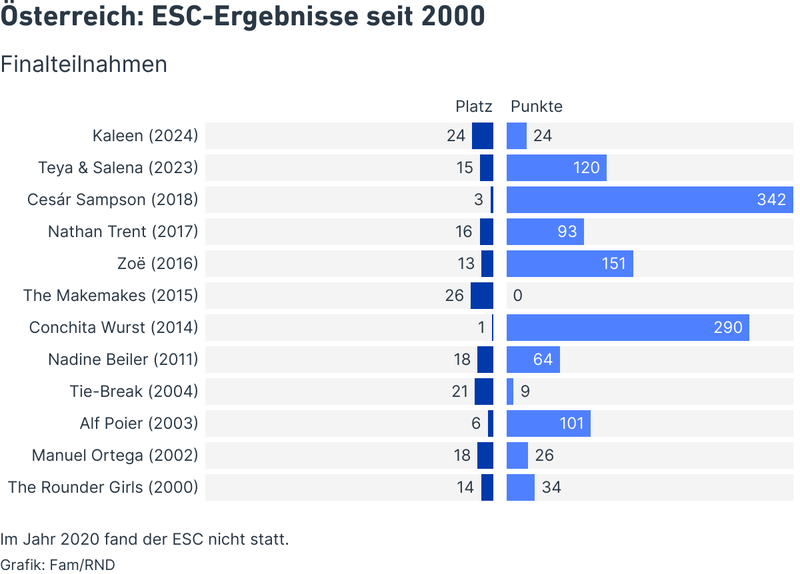 Österreich: ESC-Ergebnisse seit 2000
Finalteilnahmen
Platz Punkte
Kaleen (2024) 24 24
Teya & Salena (2023) 15 120
Cesár Sampson (2018) 3 342
Nathan Trent (2017) 16 93
Zoë (2016) 13 151
The Makemakes (2015) 26 0
Conchita Wurst (2014) 1 290
Nadine Beiler (2011) 18 64
Tie-Break (2004) 21 9
Alf Poier (2003) 6 101
Manuel Ortega (2002) 18 26
The Rounder Girls (2000) 14 34
Im Jahr 2020 fand der ESC nicht statt.
Grafik: Fam/RND